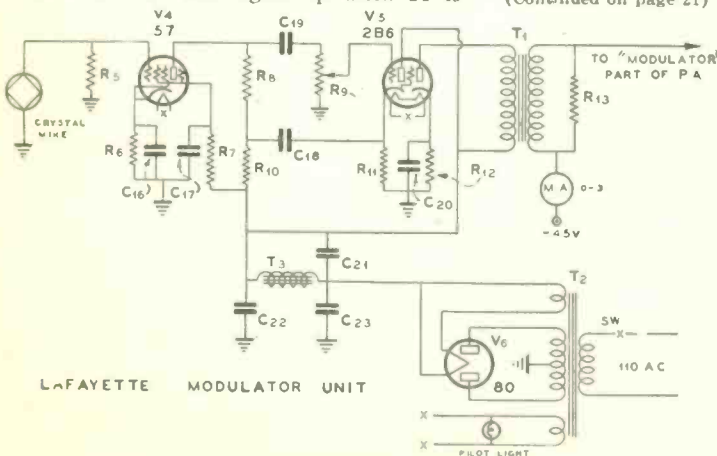 (Continued on page 21)
V4
57
C19
V5
2B6
T1
TO "MODULATOR"
PART OF PA
R5
R8
R9
R13
CRYSTAL
MIKE
X
X
C18
R6
R7
R10
R11
R12
C16)
C17)
C20
M A
0-3
-45V
T3
C21
T2
C22
C23
SW
X
V6
110 AC
80
LAFAYETTE MODULATOR UNIT
X
X
PILOT LIGHT